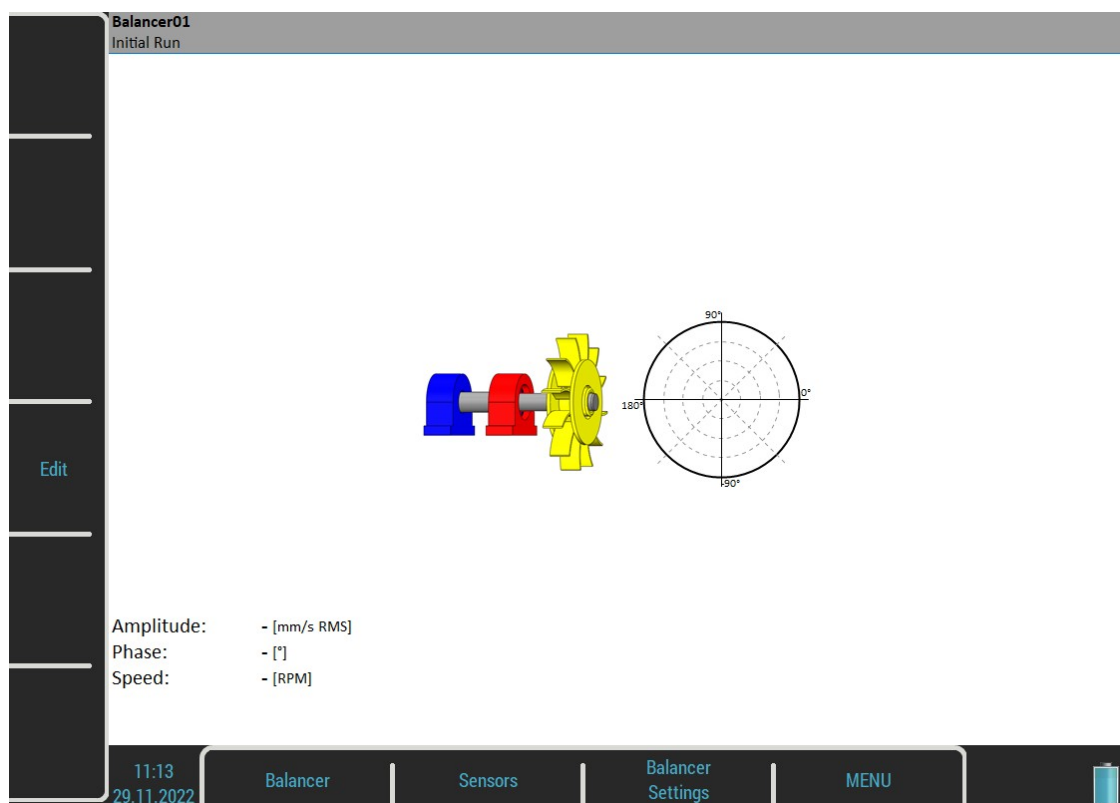 Balancer01
Initial Run
90°
180°
0°
-90°
Edit
Amplitude: - [mm/s RMS]
Phase: - [°]
Speed: - [RPM]
11:13
29.11.2022
Balancer
Sensors
Balancer
Settings
MENU